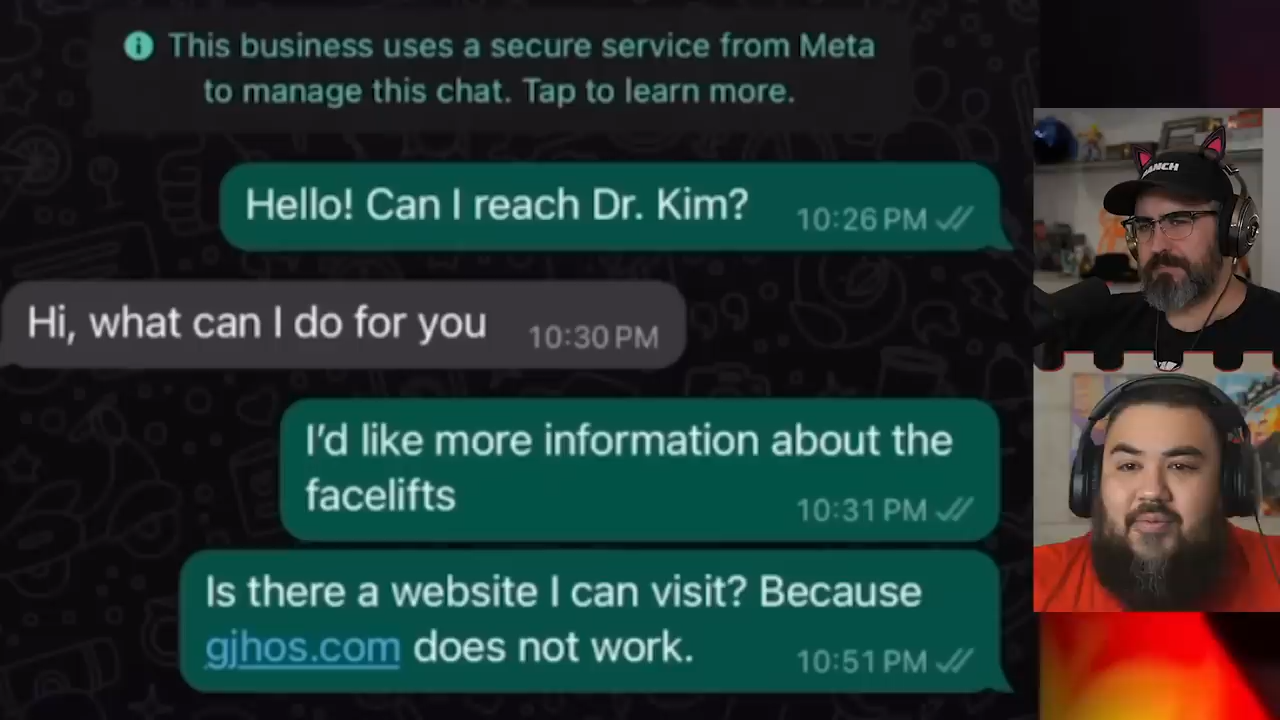 This business uses a secure service from Meta
to manage this chat. Tap to learn more.
Hello! Can I reach Dr. Kim?
10:26 PM
Hi, what can I do for you
10:30 PM
I’d like more information about the
facelifts
10:31 PM
Is there a website I can visit? Because
gjhos.com does not work.
10:51 PM